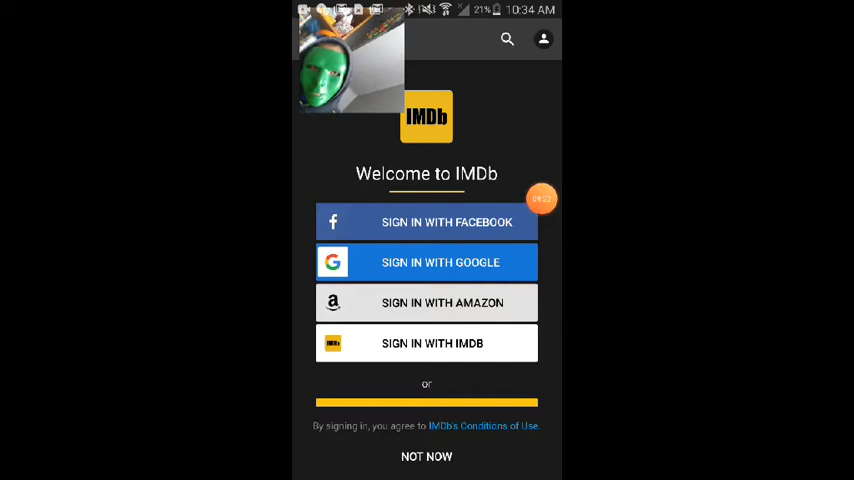 21% 10:34 AM
IMDb
Welcome to IMDb
SIGN IN WITH FACEBOOK
SIGN IN WITH GOOGLE
a SIGN IN WITH AMAZON
IMDb SIGN IN WITH IMDB
or
By signing in, you agree to IMDb's Conditions of Use.
NOT NOW